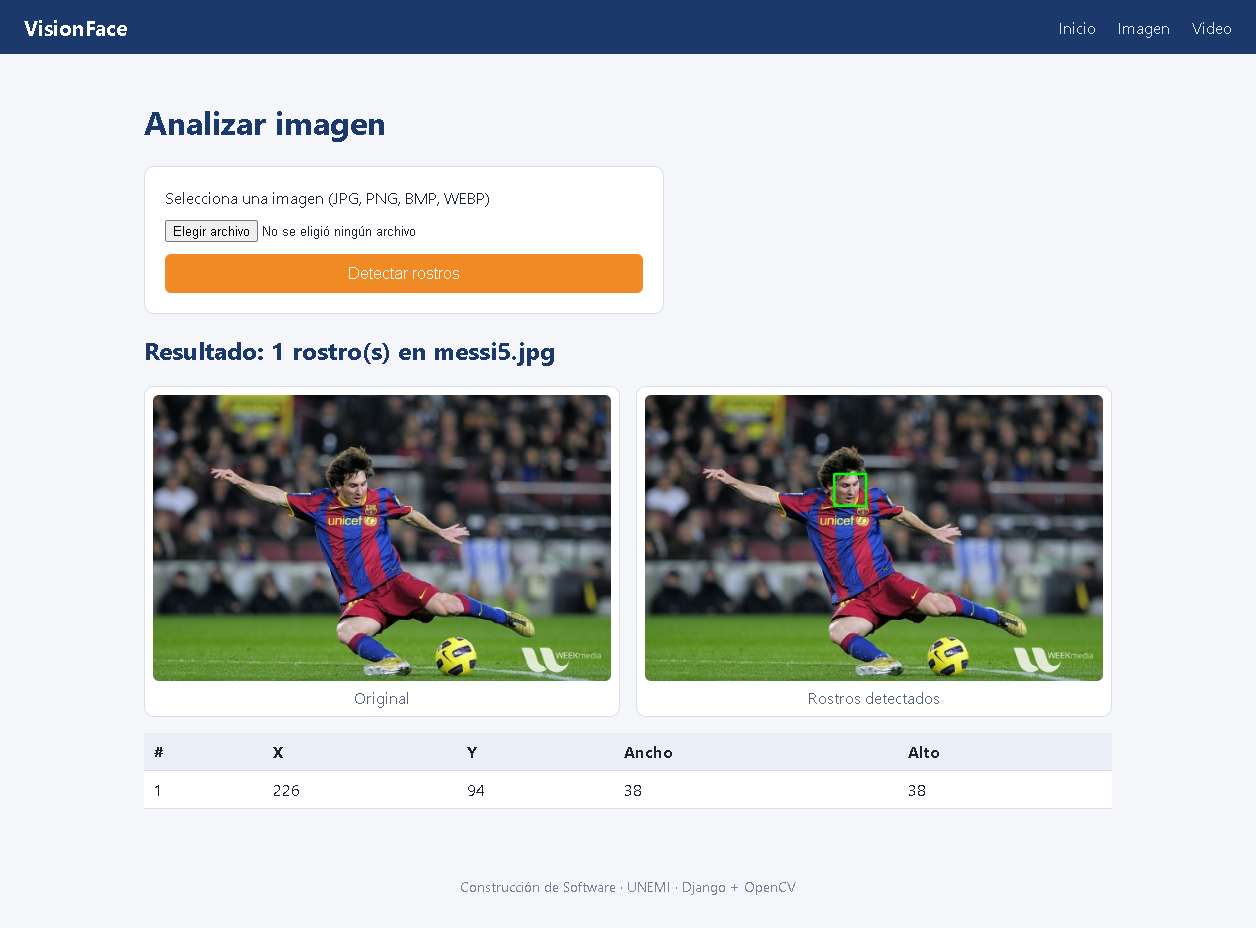 VisionFace
Inicio Imagen Video
Analizar imagen
Selecciona una imagen (JPG, PNG, BMP, WEBP)
Elegir archivo No se eligió ningún archivo
Detectar rostros
Resultado: 1 rostro(s) en messi5.jpg
unicef
WEEKmedia
unicef
WEEKmedia
Original
Rostros detectados
# X Y Ancho Alto
1 226 94 38 38
Construcción de Software · UNEMI · Django + OpenCV